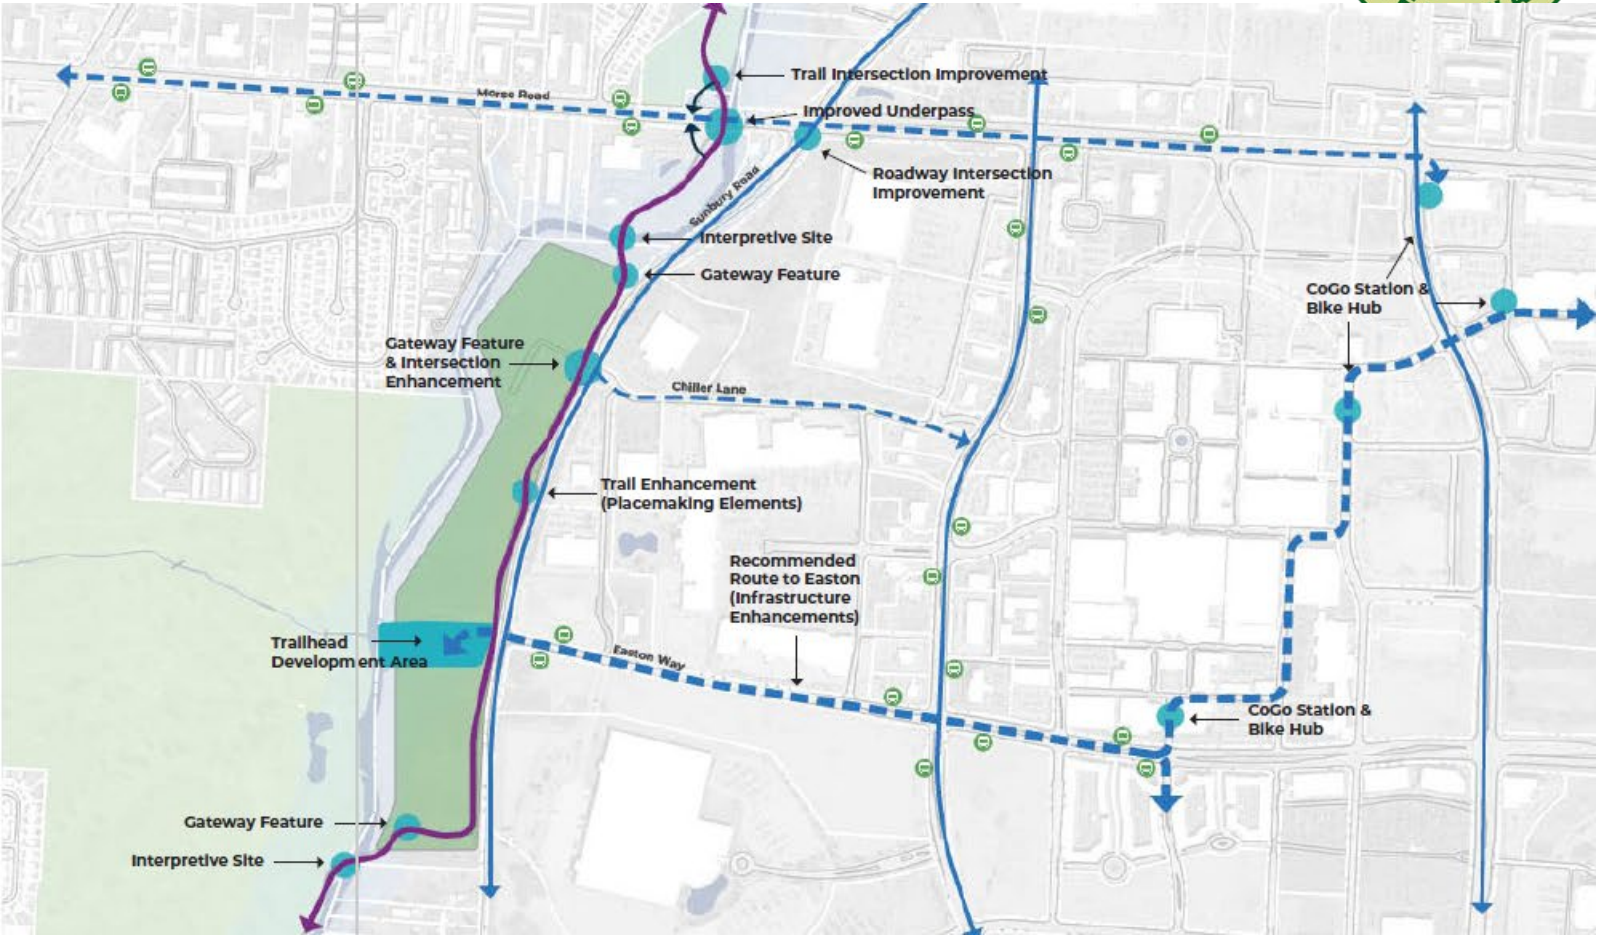 Trail Intersection Improvement
Morse Road
Improved Underpass
Roadway Intersection
Improvement
Sunbury Road
Interpretive Site
Gateway Feature
CoGo Station &
Bike Hub
Gateway Feature
& Intersection
Enhancement
Chiller Lane
Trail Enhancement
(Placemaking Elements)
Recommended
Route to Easton
(Infrastructure
Enhancements)
Trailhead
Development Area
Easton Way
CoGo Station &
Bike Hub
Gateway Feature
Interpretive Site